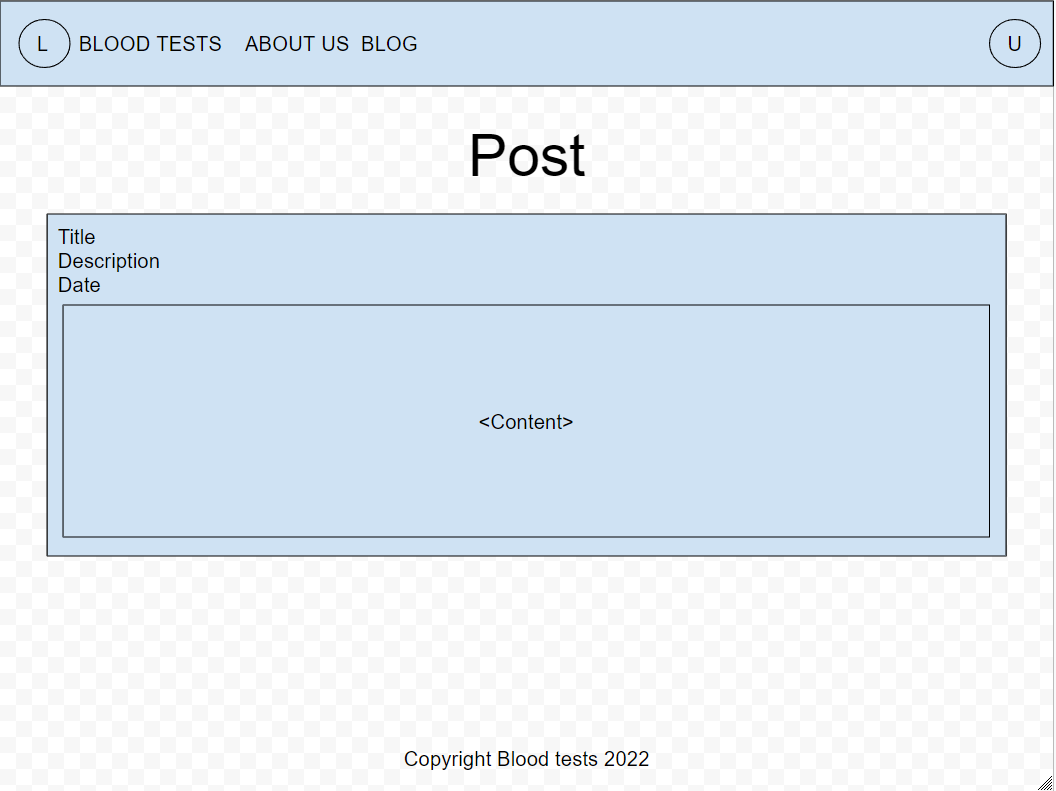 L BLOOD TESTS ABOUT US BLOG U
Post
Title
Description
Date
<Content>
Copyright Blood tests 2022